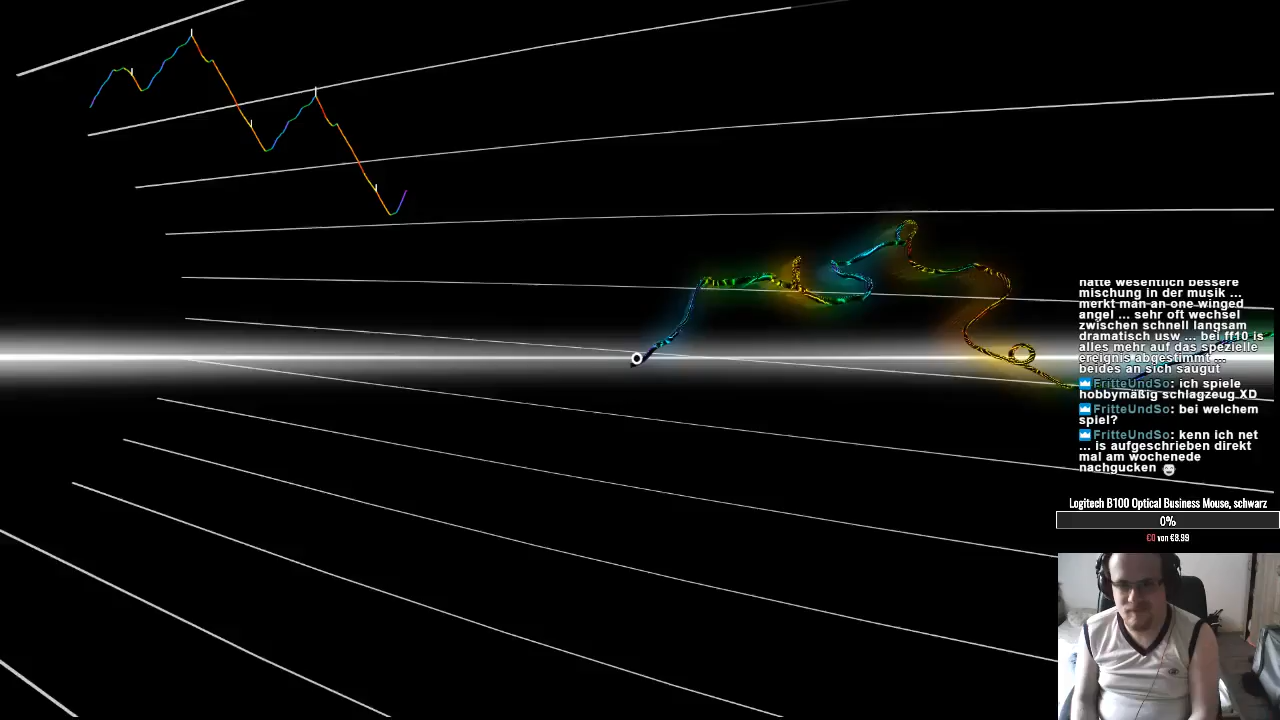 hatte wesentlich bessere
mischung in der musik ...
merkt man an one winged
angel ... sehr oft wechsel
zwischen schnell langsam
dramatisch usw ... bei ff10 is
alles mehr auf das spezielle
ereignis abgestimmt ...
beides an sich saugut
FritteUndSo: ich spiele
hobbymäßig schlagzeug XD
FritteUndSo: bei welchem
spiel?
FritteUndSo: kenn ich net
... is aufgeschrieben direkt
mal am wochenede
nachgucken
Logitech B100 Optical Business Mouse, schwarz
0%
€0 von €8.99